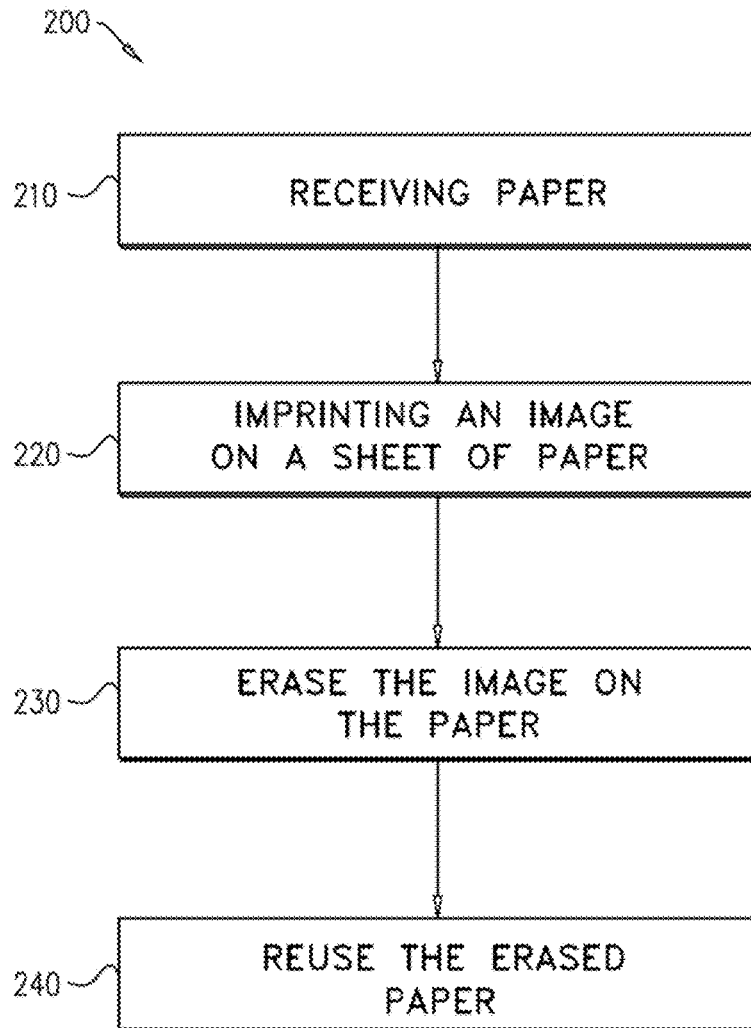 200
210
RECEIVING PAPER
220
IMPRINTING AN IMAGE
ON A SHEET OF PAPER
230
ERASE THE IMAGE ON
THE PAPER
240
REUSE THE ERASED
PAPER